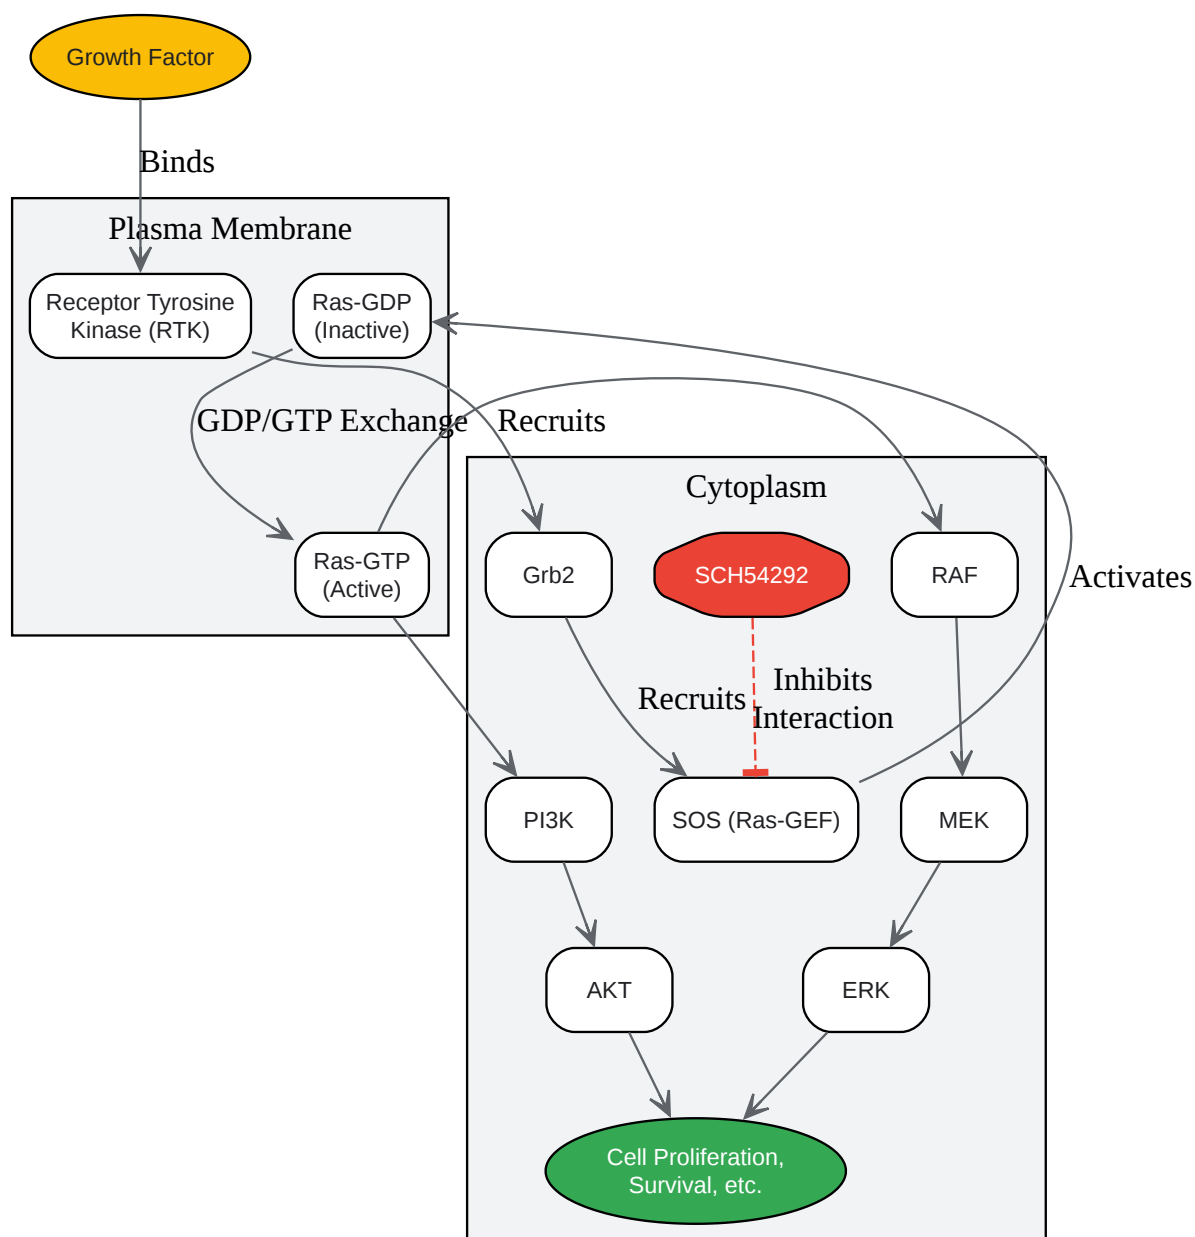 Growth Factor
Binds
Plasma Membrane
Receptor Tyrosine
Kinase (RTK)
Ras-GDP
(Inactive)
GDP/GTP Exchange
Recruits
Cytoplasm
Ras-GTP
(Active)
Grb2
SCH54292
RAF
Activates
Recruits
Inhibits
Interaction
PI3K
SOS (Ras-GEF)
MEK
AKT
ERK
Cell Proliferation,
Survival, etc.